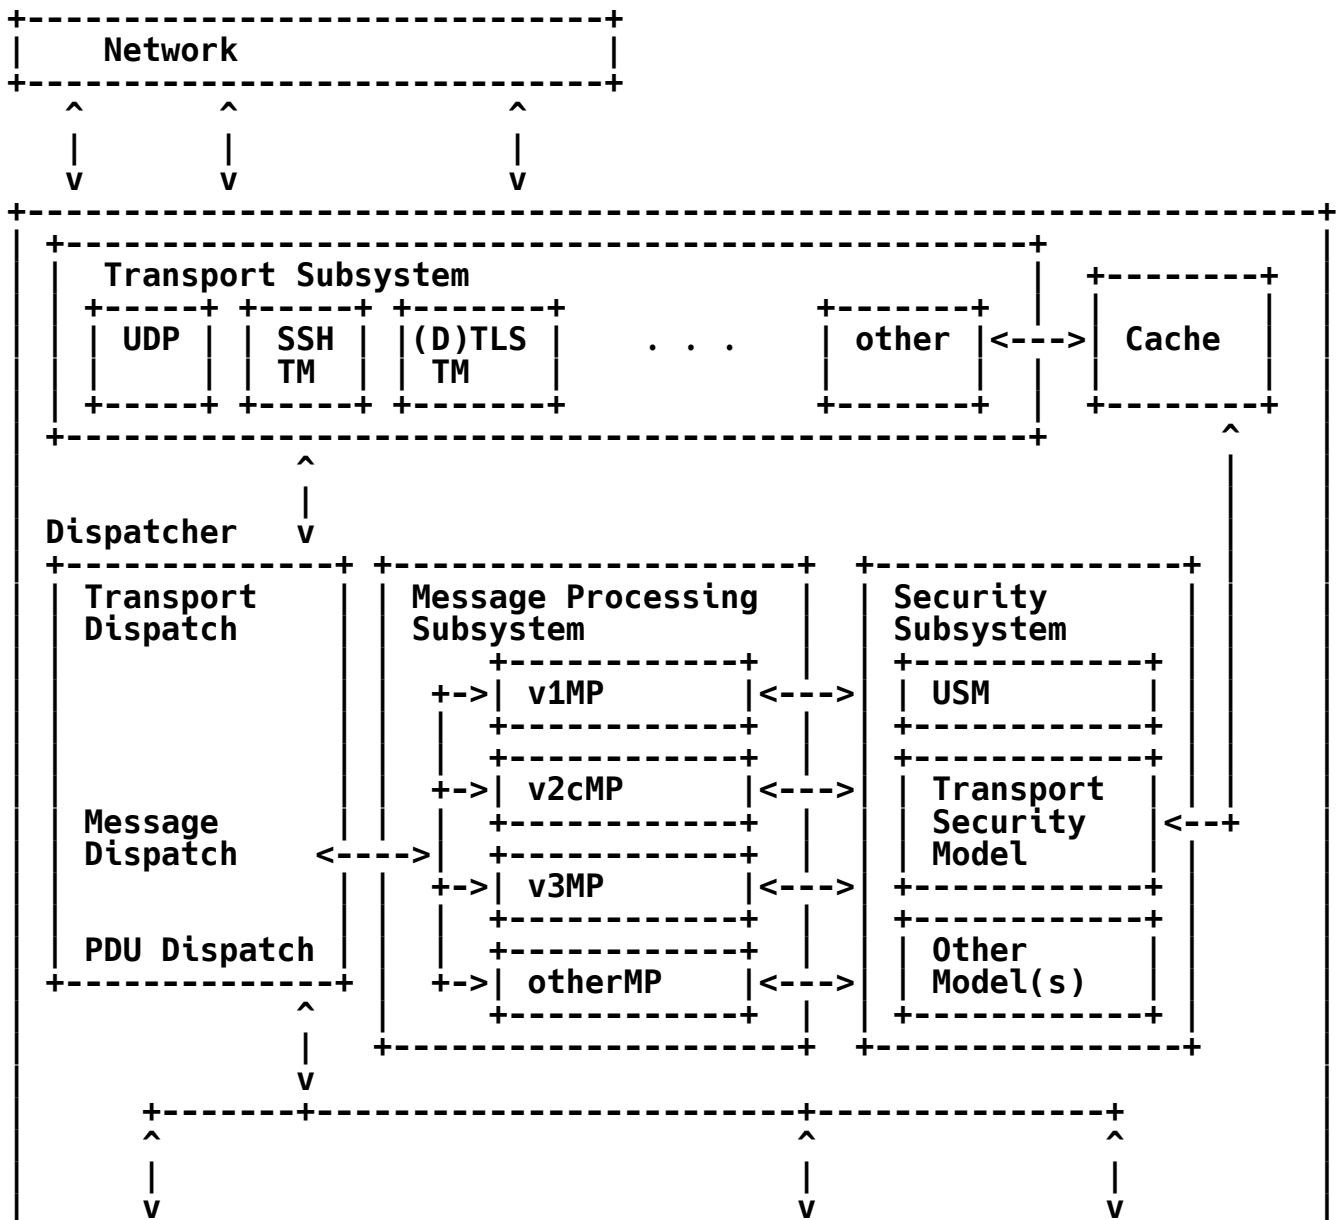 Network
Transport Subsystem
UDP SSH (D)TLS . . . other Cache
TM TM
Dispatcher
Transport Message Processing Security
Dispatch Subsystem Subsystem
v1MP USM
v2cMP Transport
Message Security
Dispatch Model
v3MP
PDU Dispatch Other
otherMP Model(s)